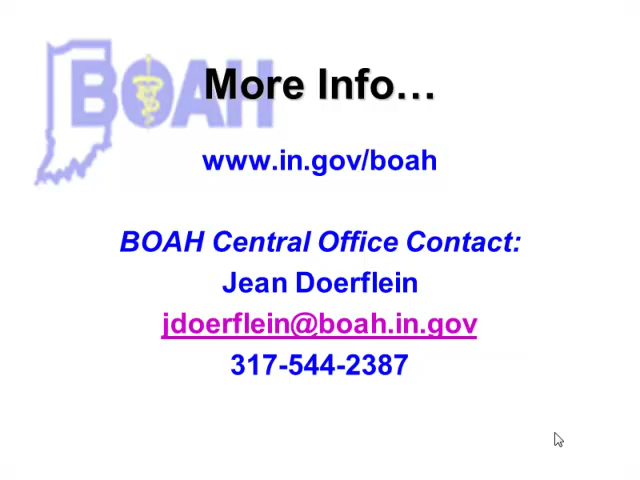 BOAH
More Info…
www.in.gov/boah
BOAH Central Office Contact:
Jean Doerflein
jdoerflein@boah.in.gov
317-544-2387